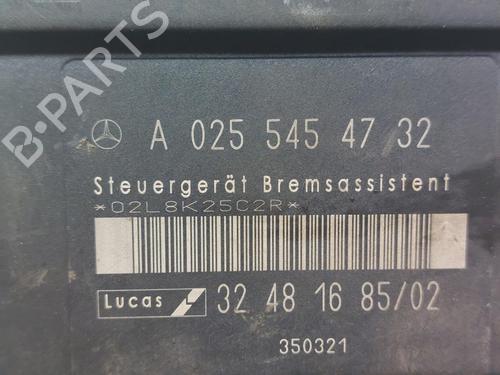 A 025 545 47 32
Steuergerät Bremsassistent
*02L8K25C2R*
Lucas 32 48 16 85/02
350321
B-PARTS